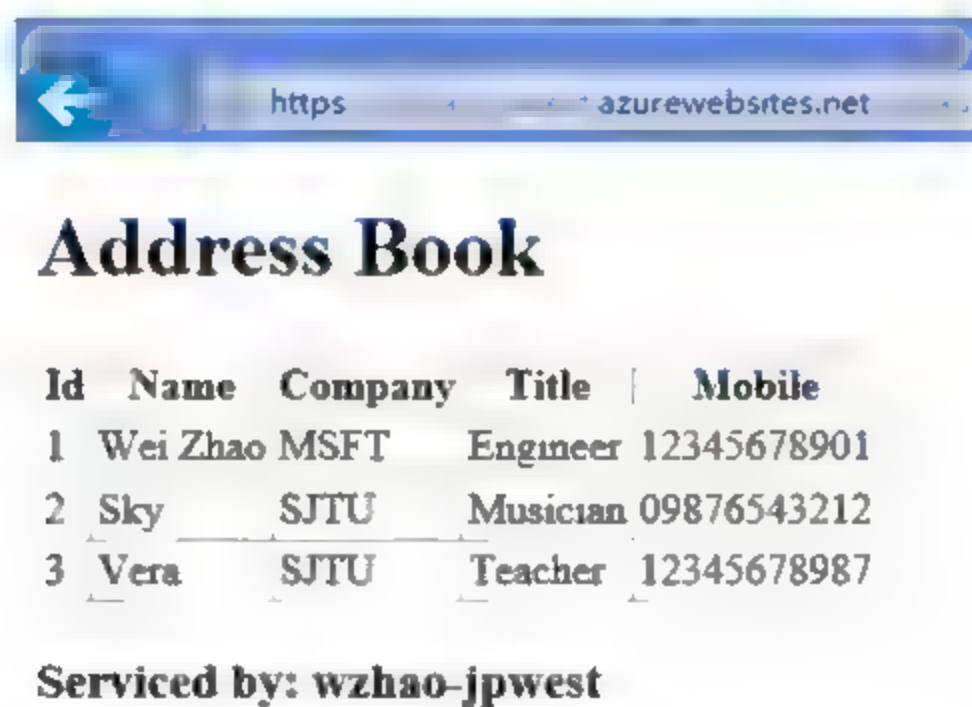 https azurewebsites.net
Address Book
Id Name Company Title Mobile
1 Wei Zhao MSFT Engineer 12345678901
2 Sky SJTU Musician 09876543212
3 Vera SJTU Teacher 12345678987
Serviced by: wzhao-jpwest